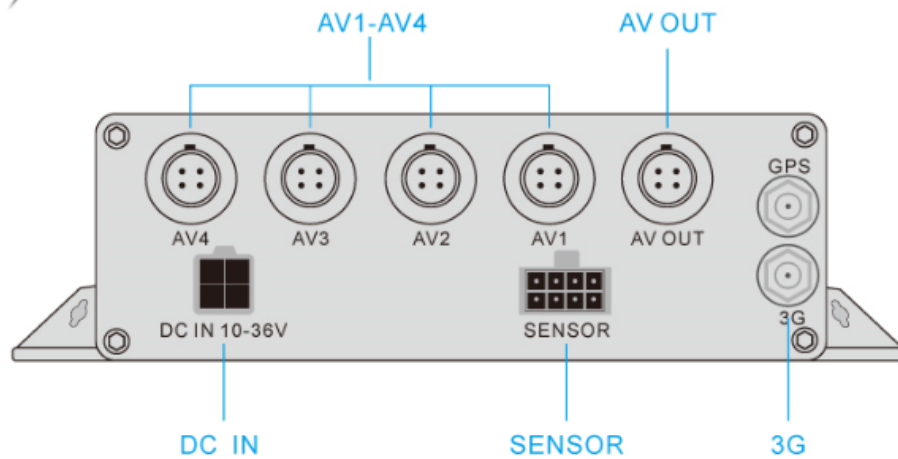 AV1-AV4 AV OUT
GPS
AV4 AV3 AV2 AV1 AV OUT
DC IN 10-36V SENSOR 3G
DC IN SENSOR 3G